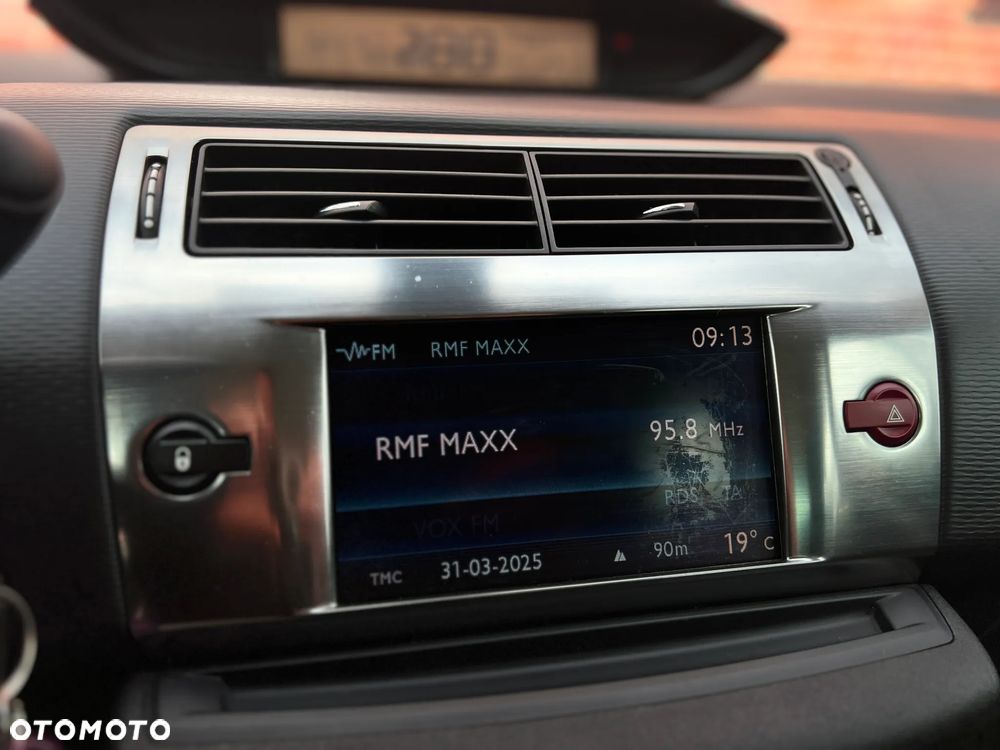 FM RMF MAXX 09:13
RMF MAXX 95.8 MHz
RDS TA
VOX FM
TMC 31-03-2025 90m 19° C
OTOMOTO